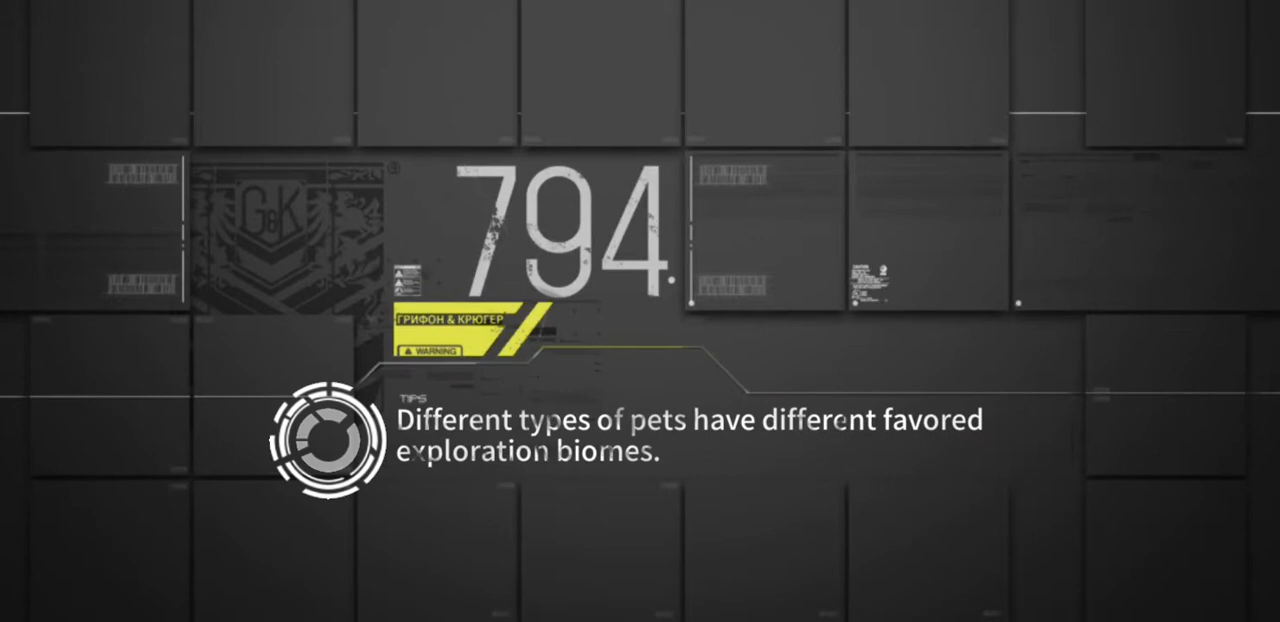 G&K
794.
ГРИФОН & КРЮГЕР
WARNING
TIPS
Different types of pets have different favored
exploration biomes.